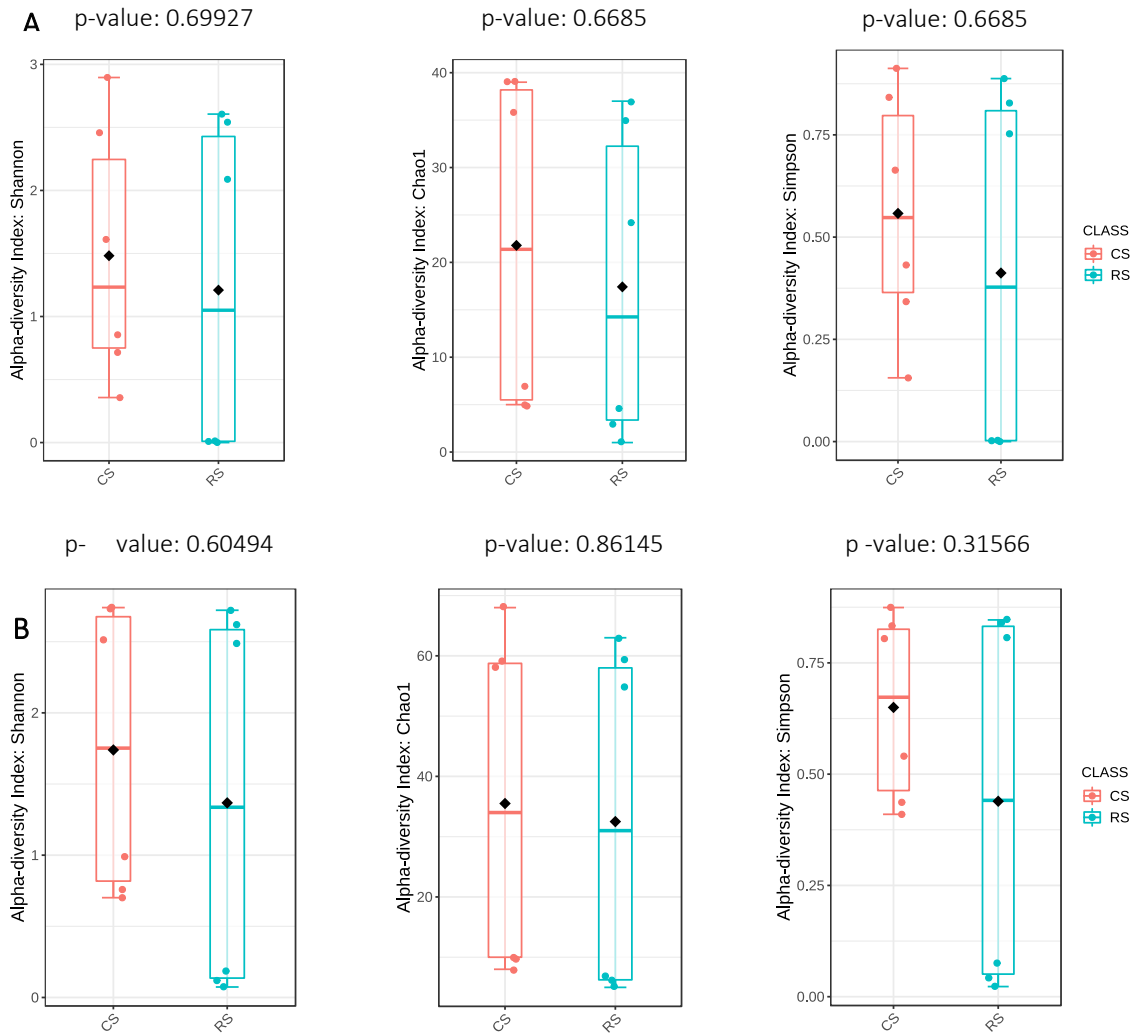 A
p-value: 0.69927
p-value: 0.6685
p-value: 0.6685
Alpha-diversity Index: Shannon
3
2
1
0
CS
RS
Alpha-diversity Index: Chao1
40
30
20
10
0
CS
RS
Alpha-diversity Index: Simpson
0.75
0.50
0.25
0.00
CS
RS
CLASS
CS
RS
B
p- value: 0.60494
p-value: 0.86145
p -value: 0.31566
Alpha-diversity Index: Shannon
2
1
0
CS
RS
Alpha-diversity Index: Chao1
60
40
20
CS
RS
Alpha-diversity Index: Simpson
0.75
0.50
0.25
0.00
CS
RS
CLASS
CS
RS